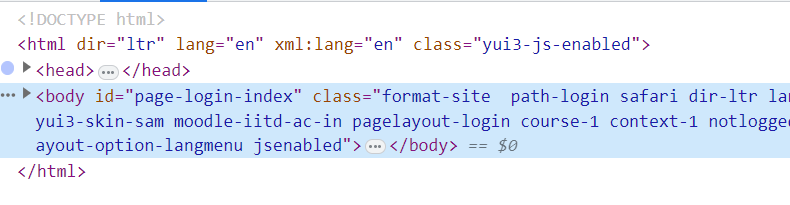 <!DOCTYPE html>
<html dir="ltr" lang="en" xml:lang="en" class="yui3-js-enabled">
<head>…</head>
<body id="page-login-index" class="format-site  path-login safari dir-ltr
yui3-skin-sam moodle-iitd-ac-in pagelayout-login course-1 context-1
ayout-option-langmenu jsenabled">…</body> == $0
</html>